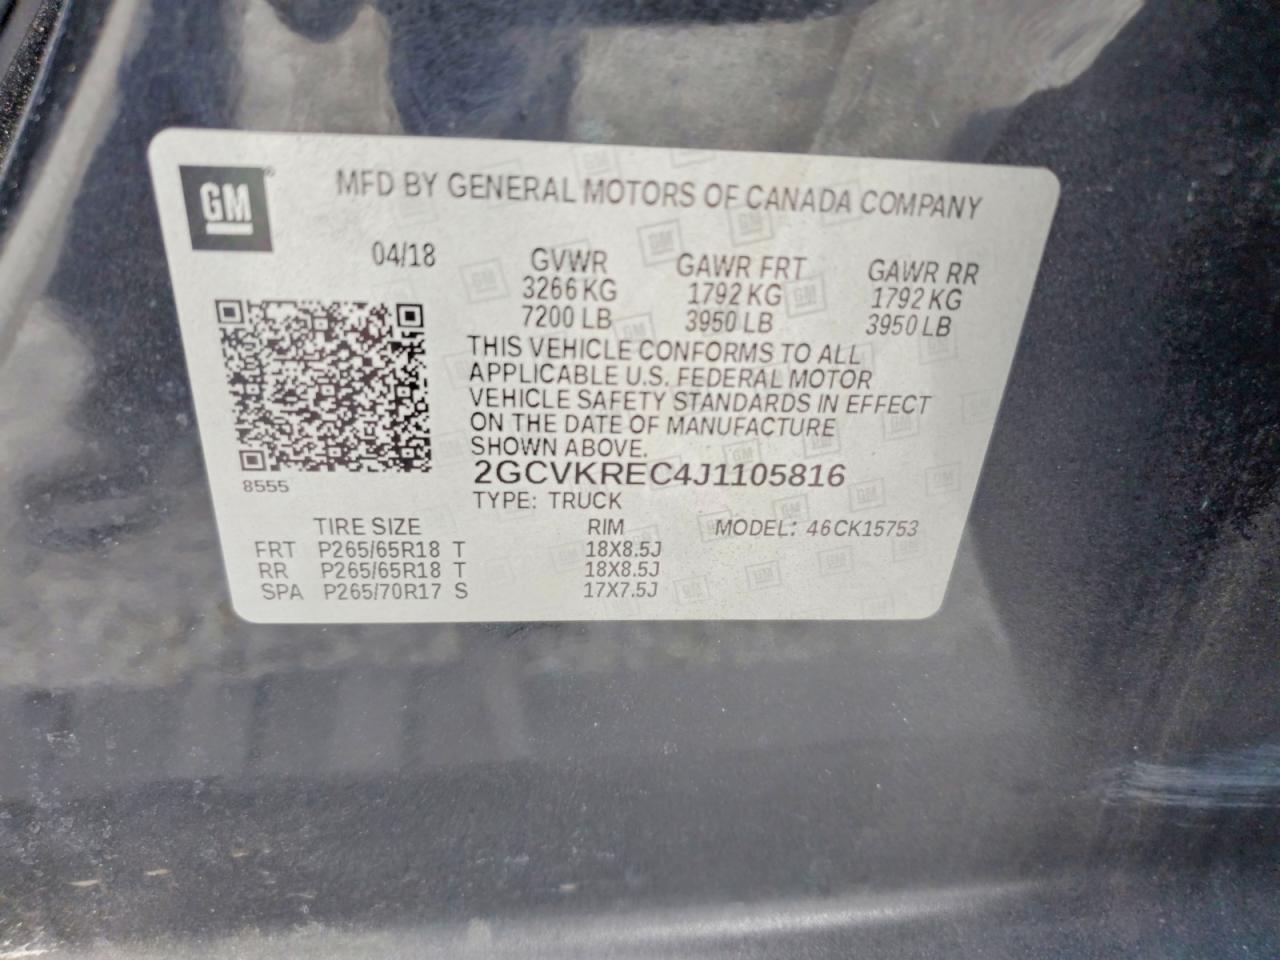 GM
MFD BY GENERAL MOTORS OF CANADA COMPANY
04/18
GVWR GAWR FRT GAWR RR
3266 KG 1792 KG 1792 KG
7200 LB 3950 LB 3950 LB
THIS VEHICLE CONFORMS TO ALL
APPLICABLE U.S. FEDERAL MOTOR
VEHICLE SAFETY STANDARDS IN EFFECT
ON THE DATE OF MANUFACTURE
SHOWN ABOVE.
2GCVKREC4J1105816
8555
TYPE: TRUCK
TIRE SIZE RIM MODEL: 46CK15753
FRT P265/65R18 T 18X8.5J
RR P265/65R18 T 18X8.5J
SPA P265/70R17 S 17X7.5J